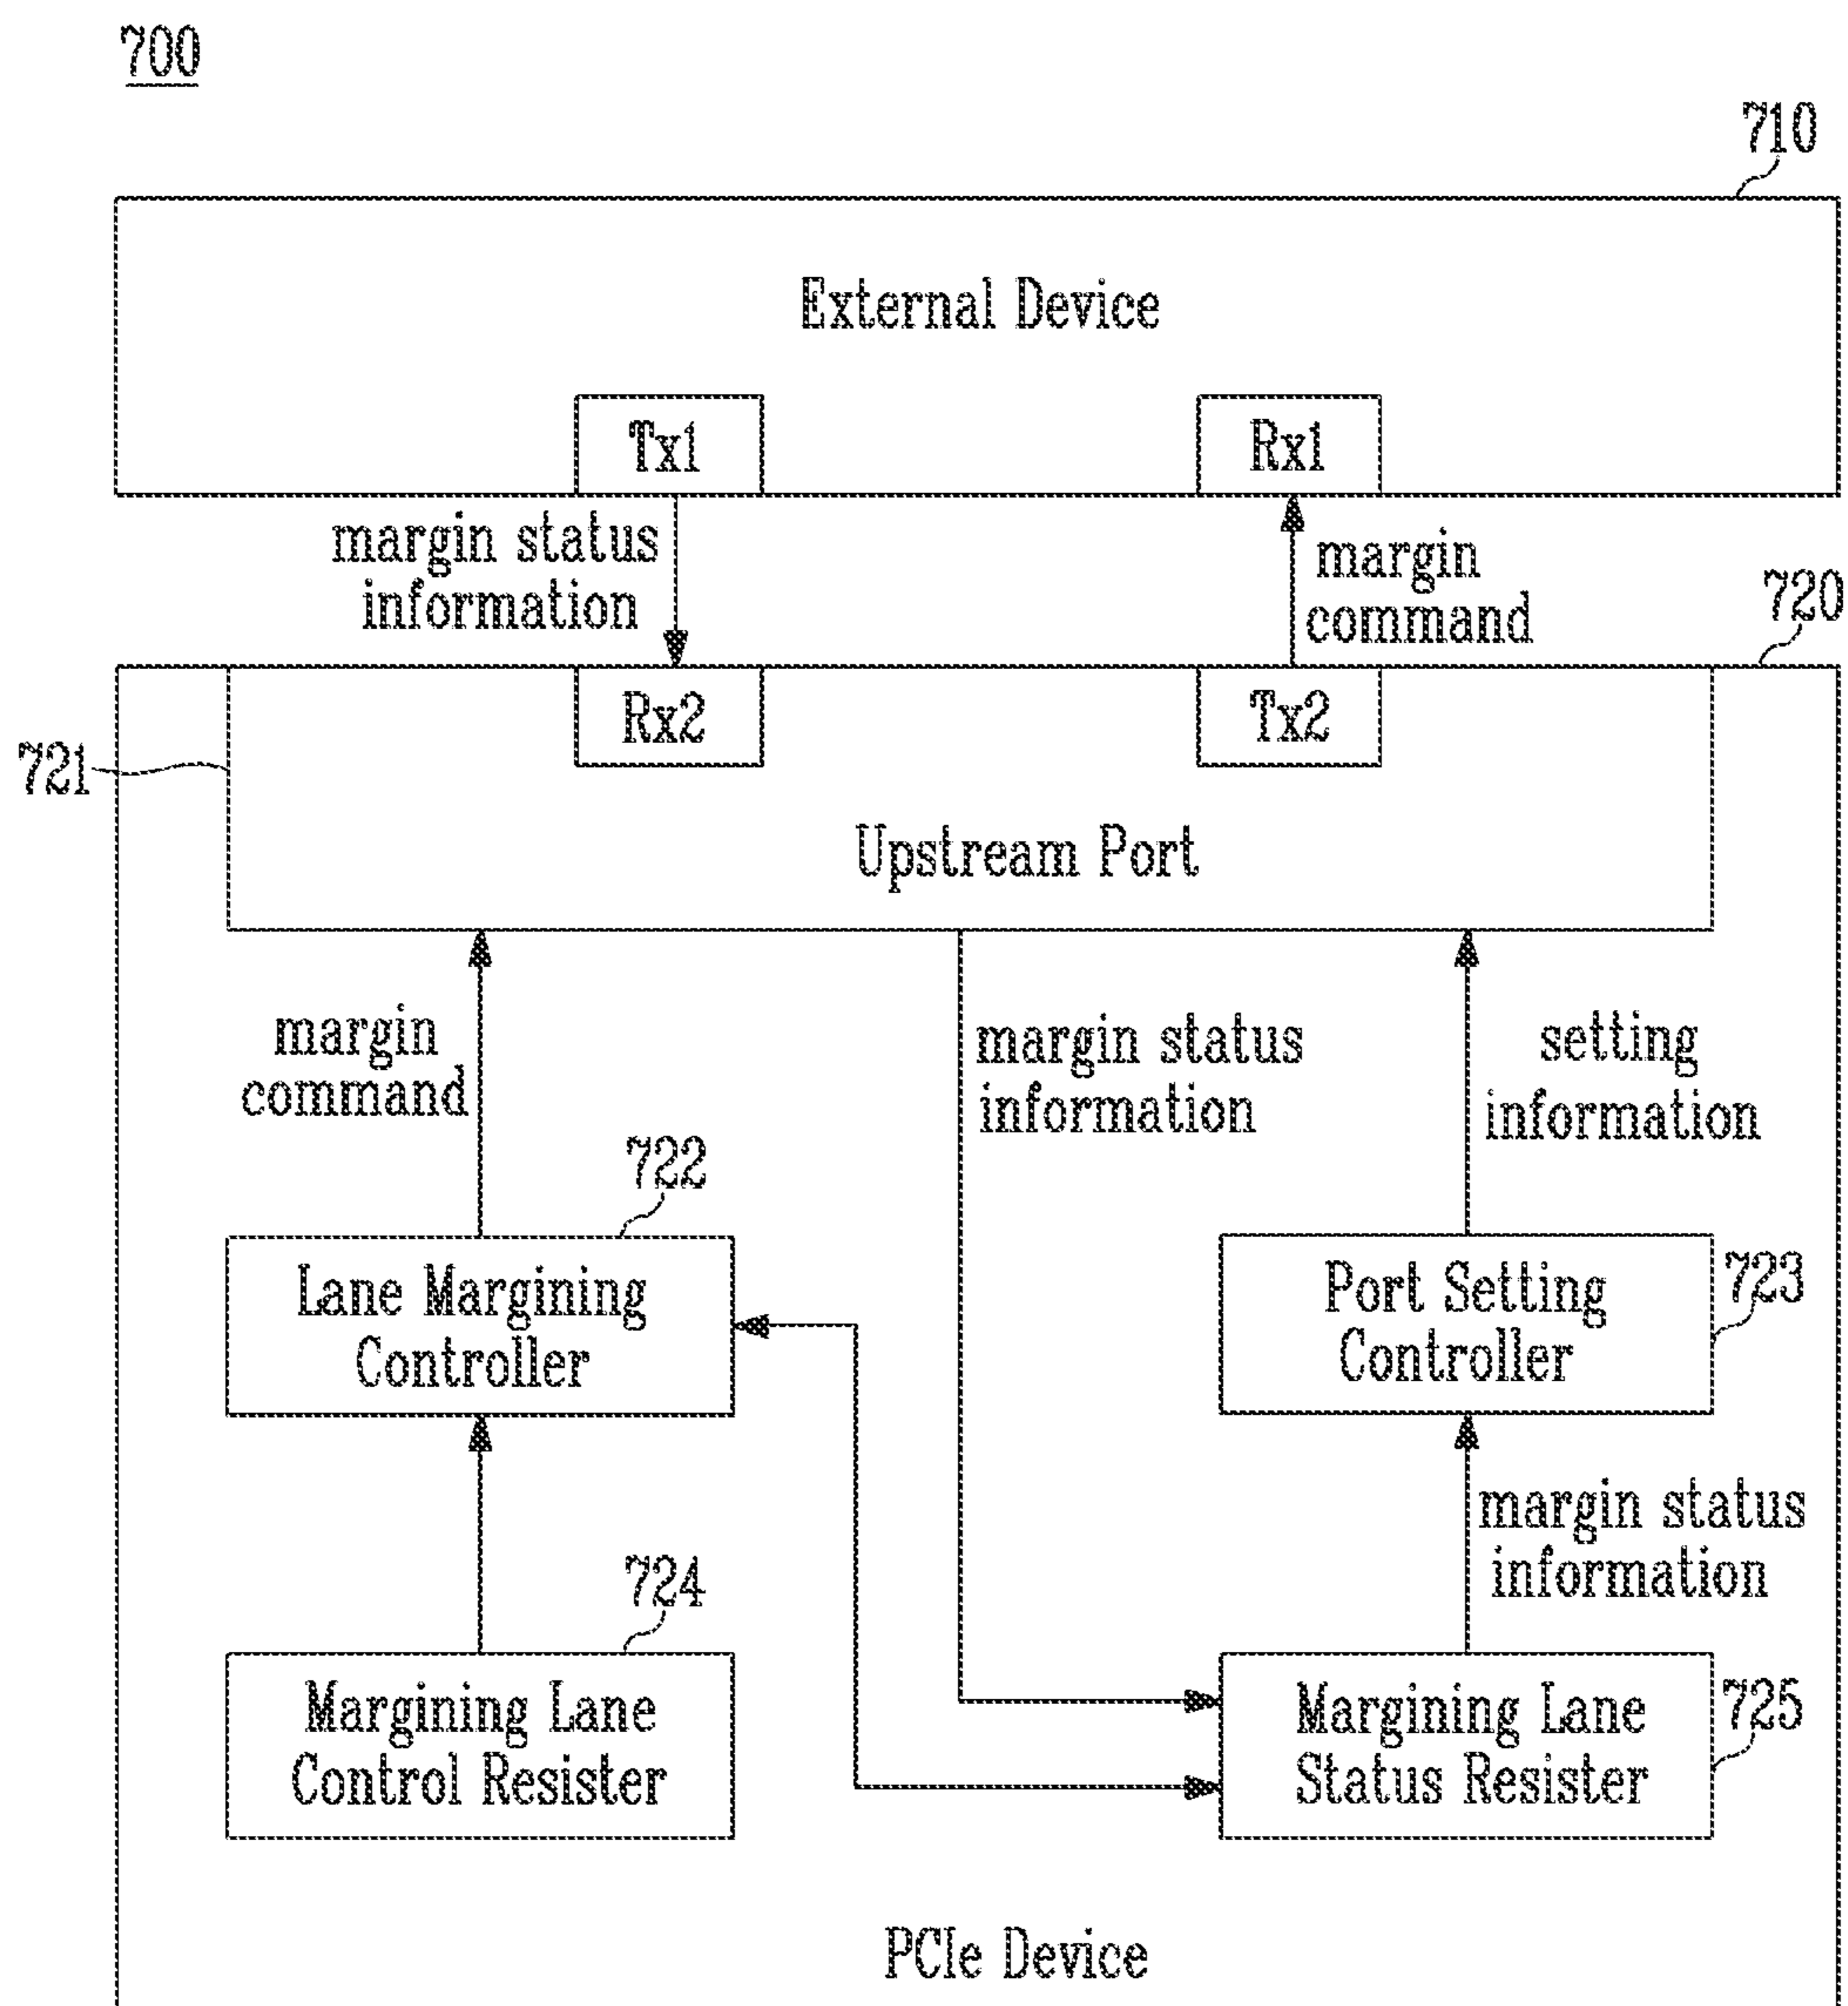 700
710
External Device
Tx1
Rx1
margin status
information
margin
command
720
Rx2
Tx2
721
Upstream Port
margin
command
margin status
information
setting
information
722
Lane Margining
Controller
Port Setting
Controller
723
margin status
information
724
Margining Lane
Control Resister
Margining Lane
Status Resister
725
PCIe Device